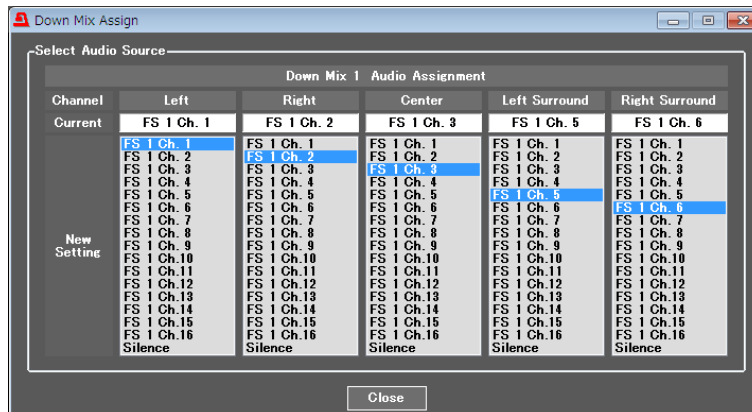 Down Mix Assign
Select Audio Source
Down Mix 1 Audio Assignment
Channel Left Right Center Left Surround Right Surround
Current FS 1 Ch. 1 FS 1 Ch. 2 FS 1 Ch. 3 FS 1 Ch. 5 FS 1 Ch. 6
New Setting
FS 1 Ch. 1 FS 1 Ch. 1 FS 1 Ch. 1 FS 1 Ch. 1 FS 1 Ch. 1
FS 1 Ch. 2 FS 1 Ch. 2 FS 1 Ch. 2 FS 1 Ch. 2 FS 1 Ch. 2
FS 1 Ch. 3 FS 1 Ch. 3 FS 1 Ch. 3 FS 1 Ch. 3 FS 1 Ch. 3
FS 1 Ch. 4 FS 1 Ch. 4 FS 1 Ch. 4 FS 1 Ch. 4 FS 1 Ch. 4
FS 1 Ch. 5 FS 1 Ch. 5 FS 1 Ch. 5 FS 1 Ch. 5 FS 1 Ch. 5
FS 1 Ch. 6 FS 1 Ch. 6 FS 1 Ch. 6 FS 1 Ch. 6 FS 1 Ch. 6
FS 1 Ch. 7 FS 1 Ch. 7 FS 1 Ch. 7 FS 1 Ch. 7 FS 1 Ch. 7
FS 1 Ch. 8 FS 1 Ch. 8 FS 1 Ch. 8 FS 1 Ch. 8 FS 1 Ch. 8
FS 1 Ch. 9 FS 1 Ch. 9 FS 1 Ch. 9 FS 1 Ch. 9 FS 1 Ch. 9
FS 1 Ch.10 FS 1 Ch.10 FS 1 Ch.10 FS 1 Ch.10 FS 1 Ch.10
FS 1 Ch.11 FS 1 Ch.11 FS 1 Ch.11 FS 1 Ch.11 FS 1 Ch.11
FS 1 Ch.12 FS 1 Ch.12 FS 1 Ch.12 FS 1 Ch.12 FS 1 Ch.12
FS 1 Ch.13 FS 1 Ch.13 FS 1 Ch.13 FS 1 Ch.13 FS 1 Ch.13
FS 1 Ch.14 FS 1 Ch.14 FS 1 Ch.14 FS 1 Ch.14 FS 1 Ch.14
FS 1 Ch.15 FS 1 Ch.15 FS 1 Ch.15 FS 1 Ch.15 FS 1 Ch.15
FS 1 Ch.16 FS 1 Ch.16 FS 1 Ch.16 FS 1 Ch.16 FS 1 Ch.16
Silence Silence Silence Silence Silence
Close